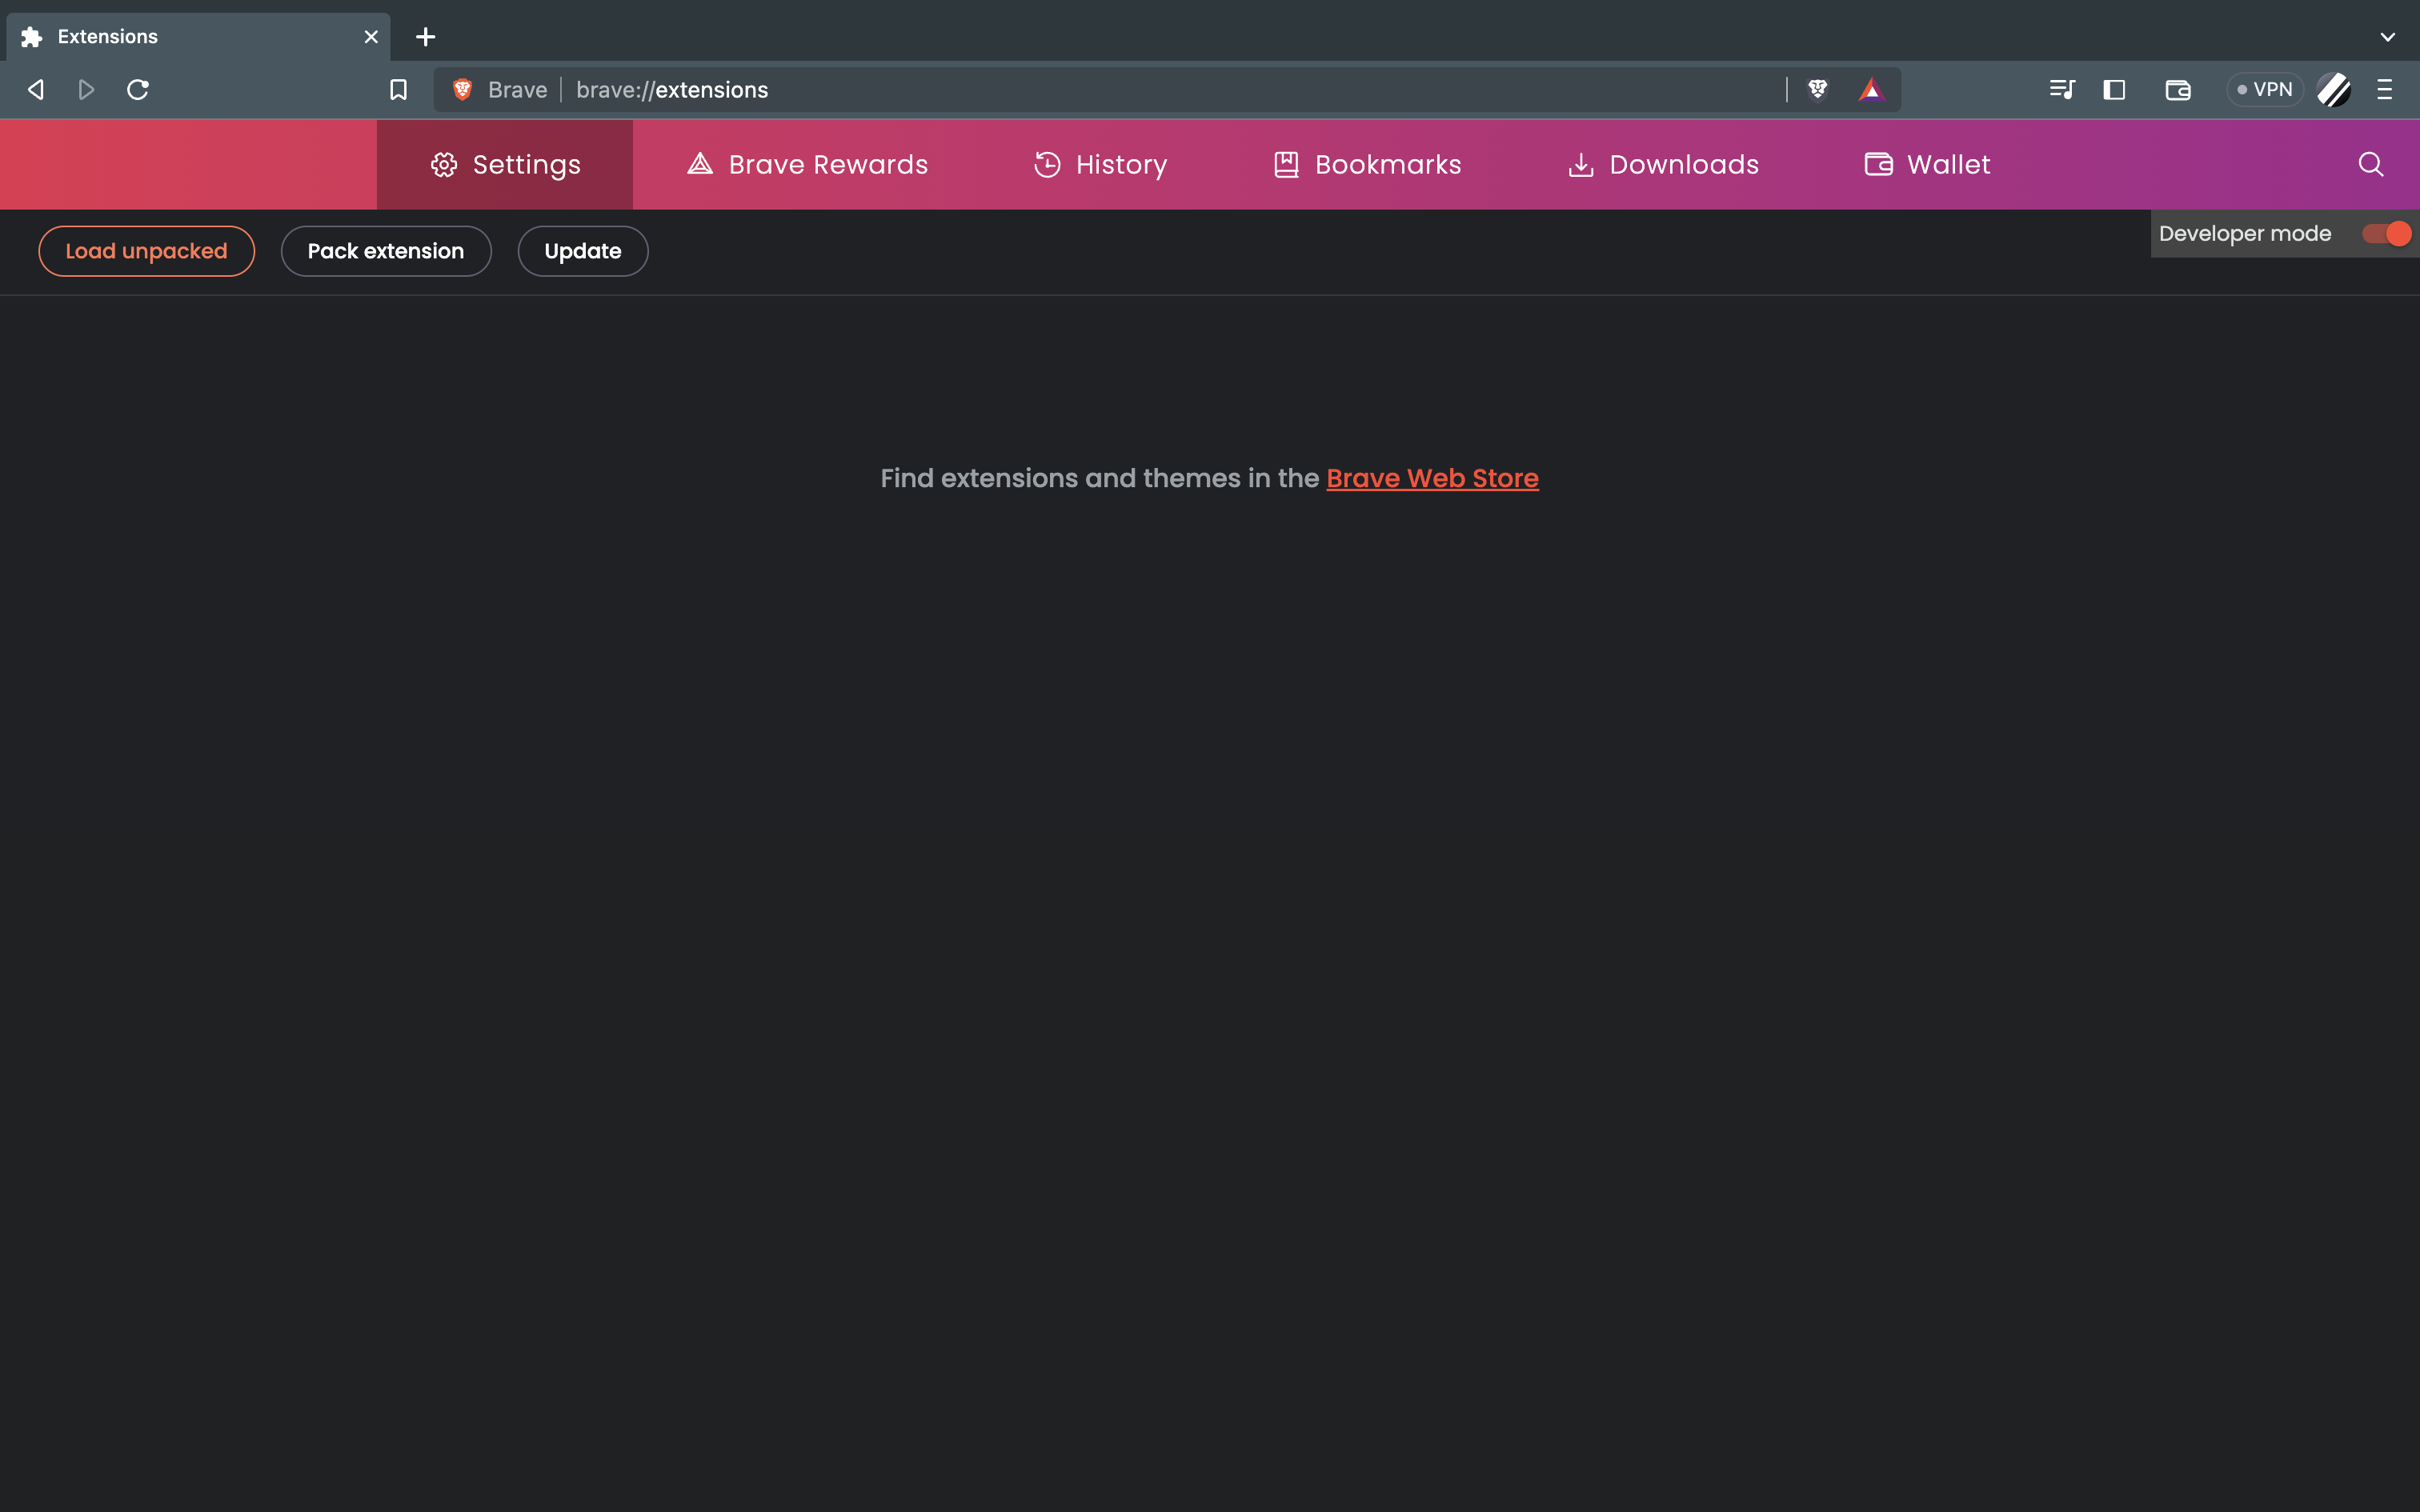 Extensions
Brave brave://extensions VPN
Settings Brave Rewards History Bookmarks Downloads Wallet
Load unpacked Pack extension Update Developer mode
Find extensions and themes in the Brave Web Store